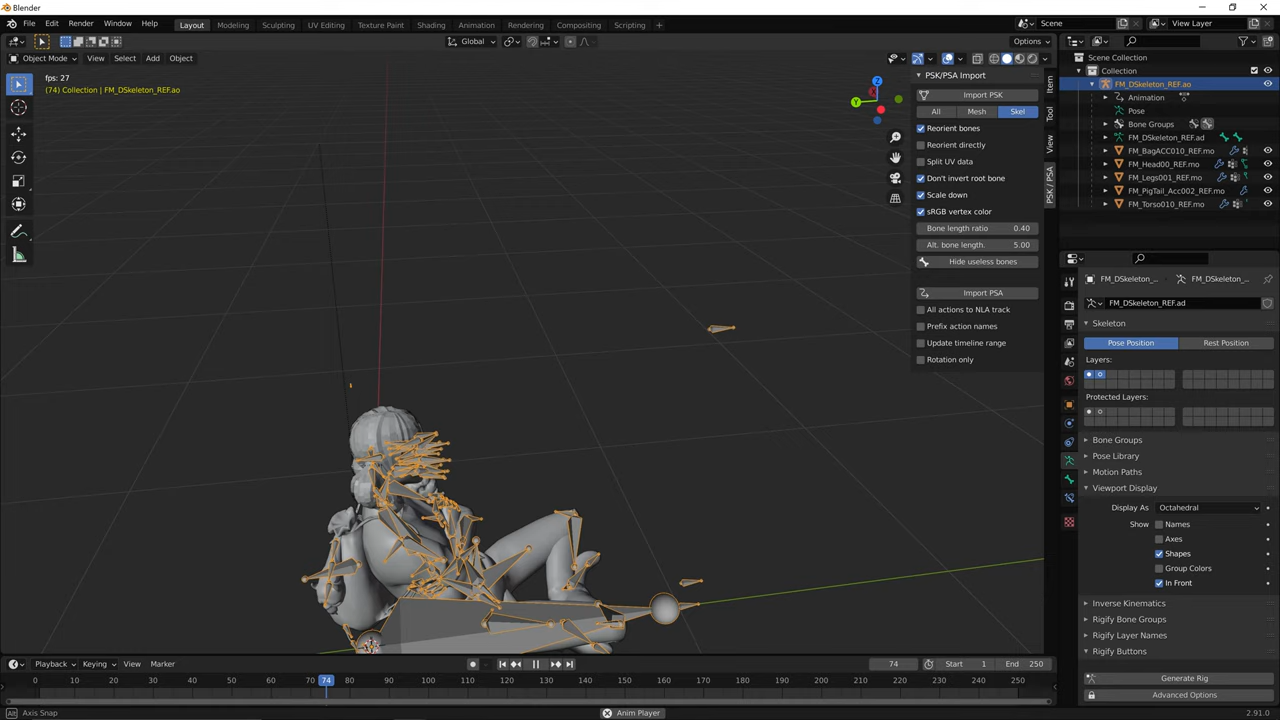 Blender
File Edit Render Window Help Layout Modeling Sculpting UV Editing Texture Paint Shading Animation Rendering Compositing Scripting + Scene View Layer
Global Options
Object Mode View Select Add Object
fps: 27
(74) Collection | FM_DSkeleton_REF.ao
Z
Y
PSK/PSA Import
Import PSK
All Mesh Skel
Reorient bones
Reorient directly
Split UV data
Don't invert root bone
Scale down
sRGB vertex color
Bone length ratio 0.40
Alt. bone length. 5.00
Hide useless bones
Import PSA
All actions to NLA track
Prefix action names
Update timeline range
Rotation only
Item
Tool
View
PSK / PSA
Scene Collection
Collection
FM_DSkeleton_REF.ao
Animation
Pose
Bone Groups
FM_DSkeleton_REF.ad
FM_BagACC010_REF.mo
FM_Head00_REF.mo
FM_Legs001_REF.mo
FM_PigTail_Acc002_REF.mo
FM_Torso010_REF.mo
FM_DSkeleton_... FM_DSkeleton_RE...
FM_DSkeleton_REF.ad
Skeleton
Pose Position Rest Position
Layers:
Protected Layers:
Bone Groups
Pose Library
Motion Paths
Viewport Display
Display As Octahedral
Show Names
Axes
Shapes
Group Colors
In Front
Inverse Kinematics
Rigify Bone Groups
Rigify Layer Names
Rigify Buttons
Generate Rig
Advanced Options
Playback Keying View Marker 74 Start 1 End 250
0 10 20 30 40 50 60 70 74 80 90 100 110 120 130 140 150 160 170 180 190 200 210 220 230 240 250
Axis Snap Anim Player 2.91.0